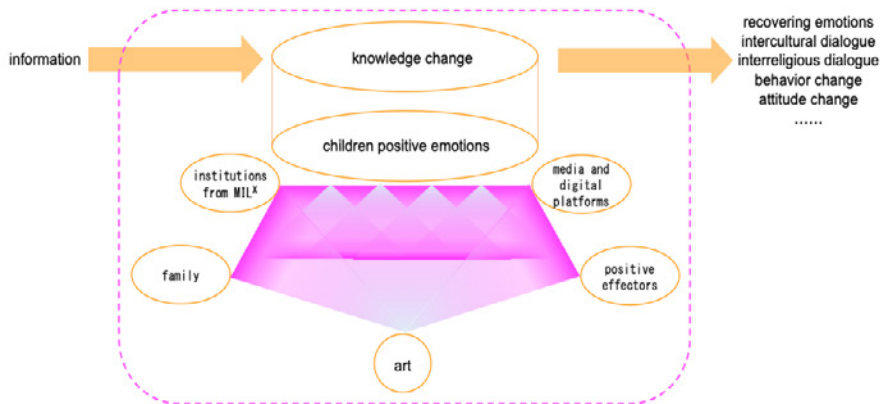 information
knowledge change
recovering emotions
intercultural dialogue
interreligious dialogue
behavior change
attitude change
......
children positive emotions
institutions
from MILˣ
media and
digital
platforms
family
positive
effectors
art